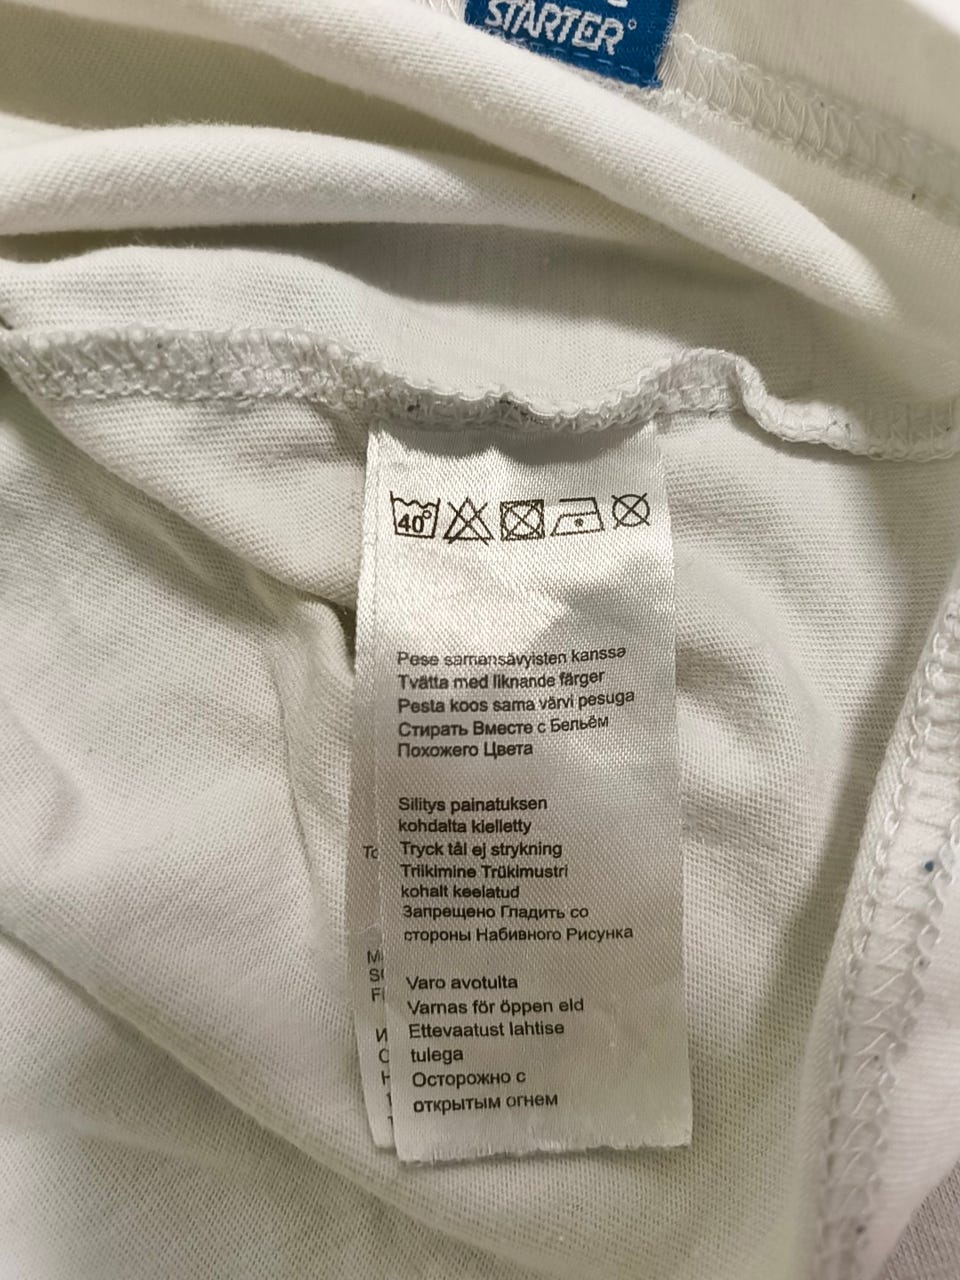 STARTER
40°
Pese samansävyisten kanssa
Tvätta med liknande färger
Pesta koos sama värvi pesuga
Стирать Вместе с Бельём
Похожего Цвета
Silitys painatuksen
kohdalta kielletty
Tryck tål ej strykning
Triikimine Trükimustri
kohalt keelatud
Запрещено Гладить со
стороны Набивного Рисунка
Varo avotulta
Varnas för öppen eld
Ettevaatust lahtise
tulega
Осторожно с
открытым огнем